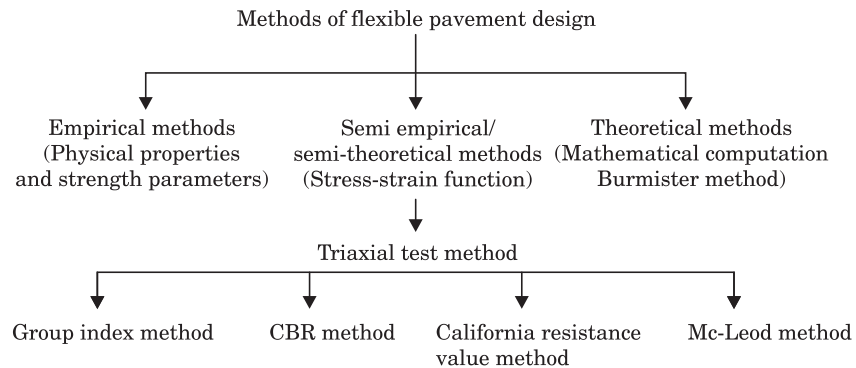 Methods of flexible pavement design
Empirical methods
(Physical properties
and strength parameters)
Semi empirical/
semi-theoretical methods
(Stress-strain function)
Theoretical methods
(Mathematical computation
Burmister method)
Triaxial test method
Group index method
CBR method
California resistance
value method
Mc-Leod method